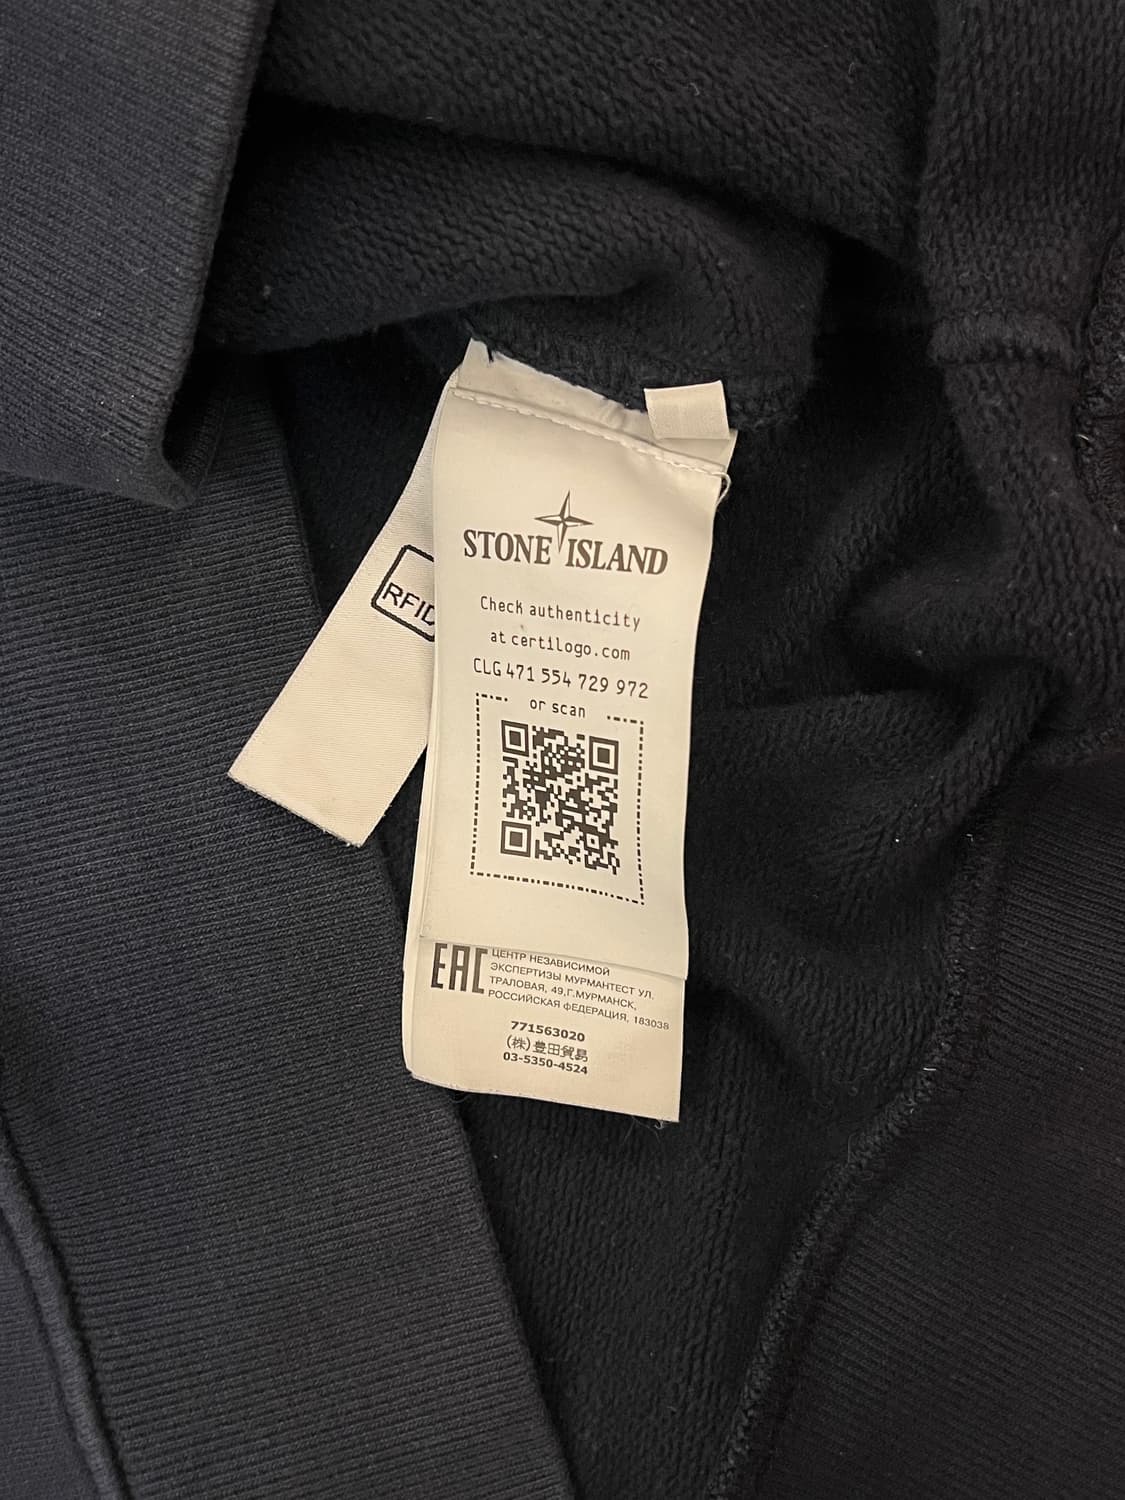 STONE ISLAND
Check authenticity
at certilogo.com
CLG 471 554 729 972
or scan
RFID
EAC
ЦЕНТР НЕЗАВИСИМОЙ
ЭКСПЕРТИЗЫ МУРМАНТЕСТ УЛ.
ТРАЛОВАЯ, 49,Г.МУРМАНСК,
РОССИЙСКАЯ ФЕДЕРАЦИЯ, 183038
771563020
(株)豊田貿易
03-5350-4524